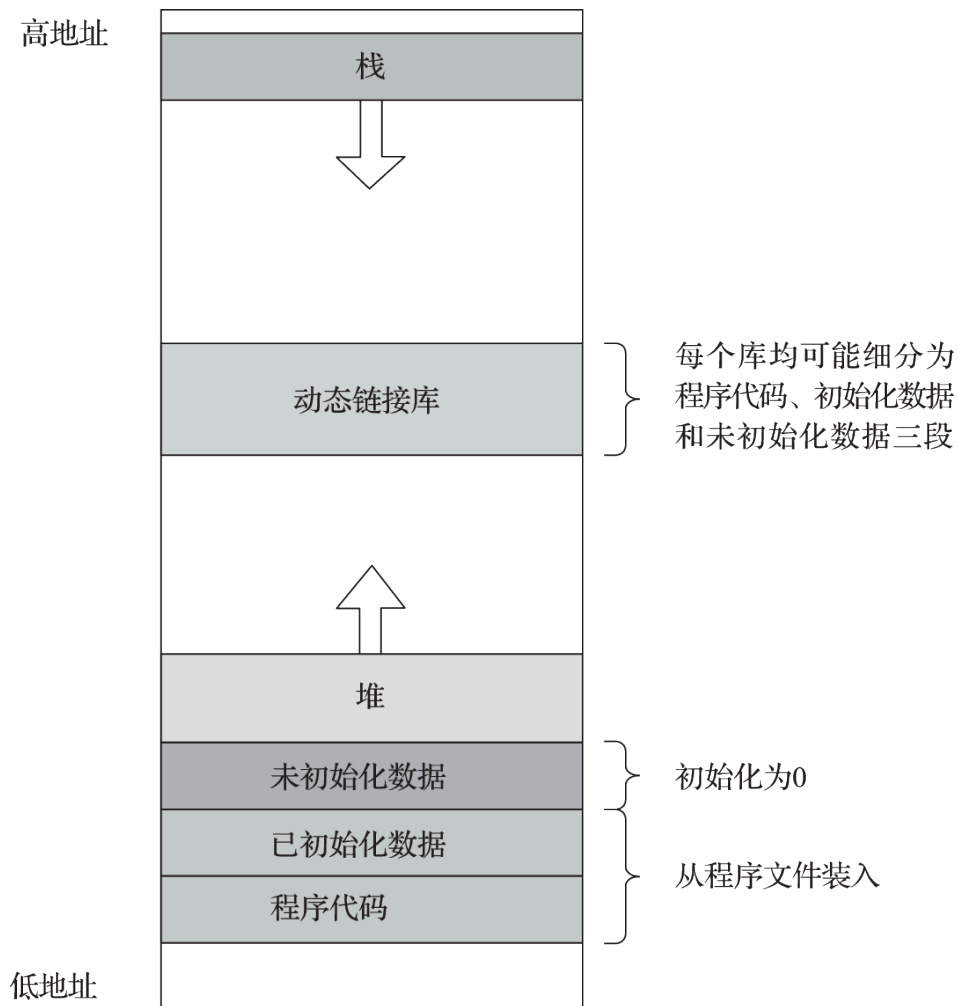 高地址
栈
动态链接库
每个库均可能细分为
程序代码、初始化数据
和未初始化数据三段
堆
未初始化数据
初始化为0
已初始化数据
从程序文件装入
程序代码
低地址